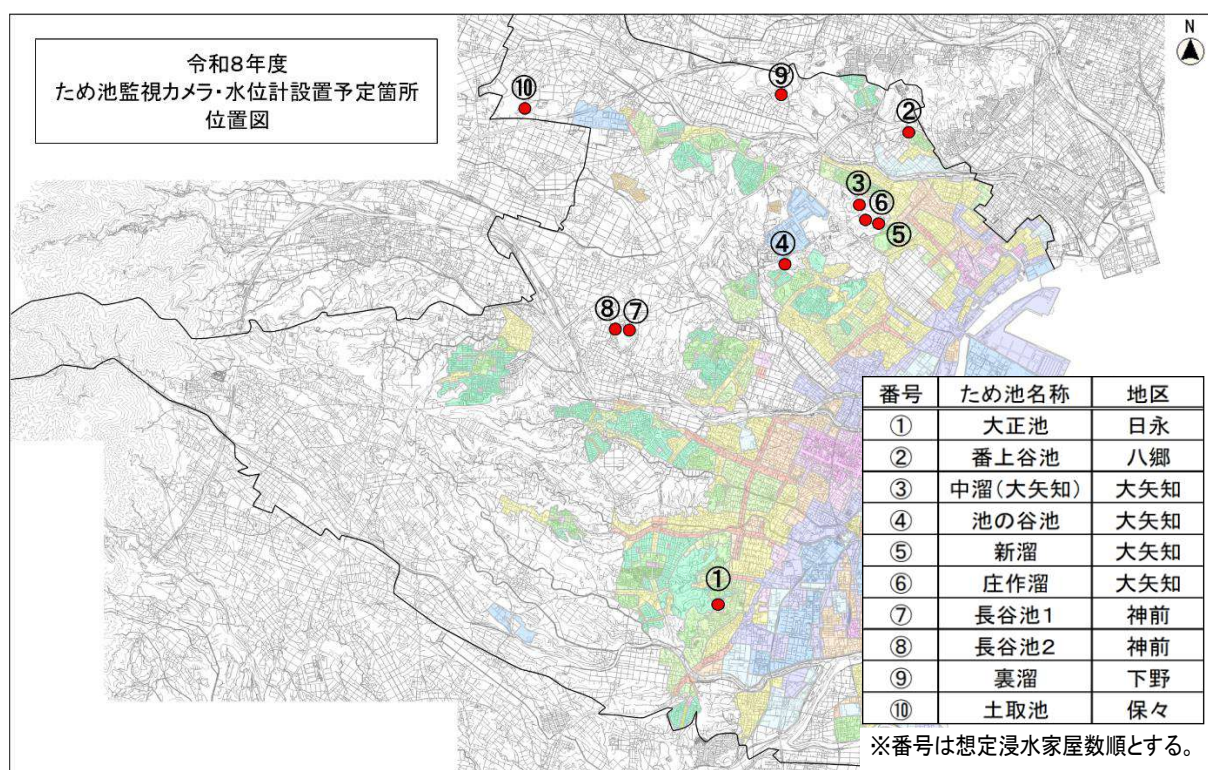 令和8年度
ため池監視カメラ・水位計設置予定箇所
位置図
N
⑩
⑨
②
③
⑥
⑤
④
⑧ ⑦
①
番号 ため池名称 地区
① 大正池 日永
② 番上谷池 八郷
③ 中溜(大矢知) 大矢知
④ 池の谷池 大矢知
⑤ 新溜 大矢知
⑥ 庄作溜 大矢知
⑦ 長谷池1 神前
⑧ 長谷池2 神前
⑨ 裏溜 下野
⑩ 土取池 保々
※番号は想定浸水家屋数順とする。